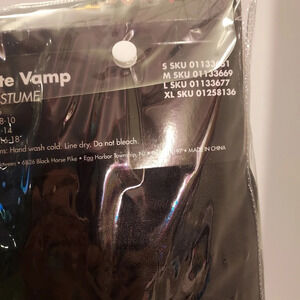 te Vamp
STUME
S SKU 01133651
M SKU 01133669
L SKU 01133677
XL SKU 01258136
8-10
-14
16-18
ns: Hand wash cold. Line dry. Do not bleach.
6826 Black Horse Pike • Egg Harbor Township, NJ
• MADE IN CHINA